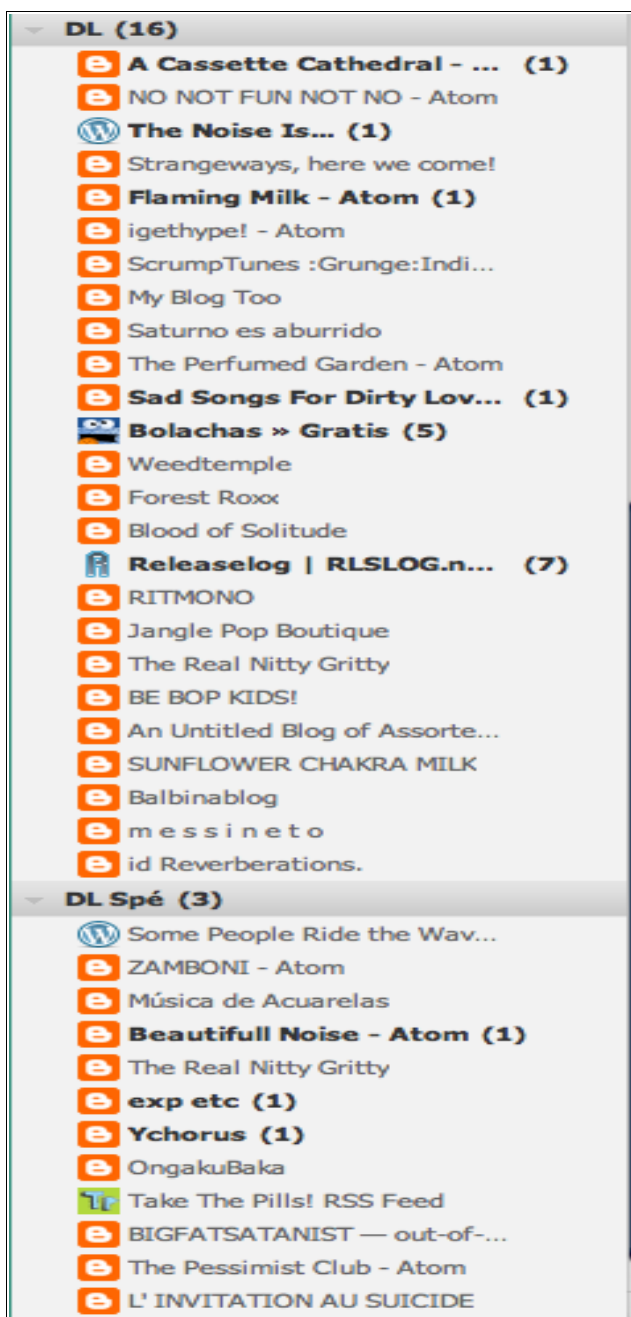 DL (16)
A Cassette Cathedral - ... (1)
NO NOT FUN NOT NO - Atom
The Noise Is... (1)
Strangeways, here we come!
Flaming Milk - Atom (1)
igethype! - Atom
ScrumpTunes :Grunge:Indi...
My Blog Too
Saturno es aburrido
The Perfumed Garden - Atom
Sad Songs For Dirty Lov... (1)
Bolachas » Gratis (5)
Weedtemple
Forest Roxx
Blood of Solitude
Releaselog | RLSLOG.n... (7)
RITMONO
Jangle Pop Boutique
The Real Nitty Gritty
BE BOP KIDS!
An Untitled Blog of Assorte...
SUNFLOWER CHAKRA MILK
Balbinablog
m e s s i n e t o
id Reverberations.
DL Spé (3)
Some People Ride the Wav...
ZAMBONI - Atom
Música de Acuarelas
Beautifull Noise - Atom (1)
The Real Nitty Gritty
exp etc (1)
Ychorus (1)
OngakuBaka
Take The Pills! RSS Feed
BIGFATSATANIST — out-of-...
The Pessimist Club - Atom
L' INVITATION AU SUICIDE